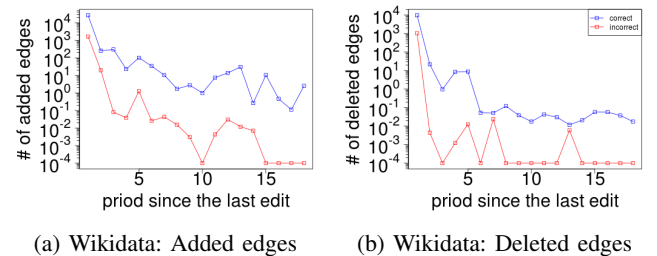 # of added edges
10^4
10^3
10^2
10^1
10^0
10^-1
10^-2
10^-3
10^-4
5 10 15
priod since the last edit
(a) Wikidata: Added edges
# of deleted edges
10^4
10^3
10^2
10^1
10^0
10^-1
10^-2
10^-3
10^-4
correct
incorrect
5 10 15
priod since the last edit
(b) Wikidata: Deleted edges